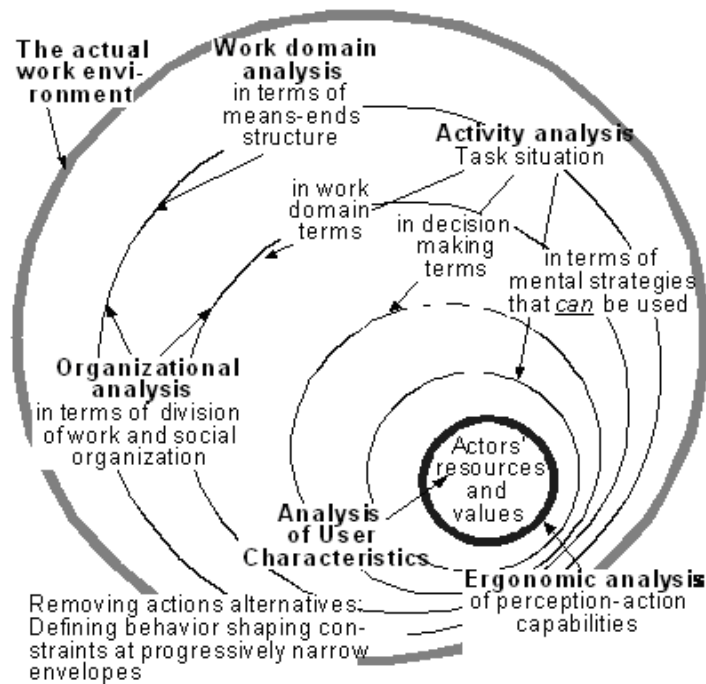 The actual
work envi-
ronment
Work domain
analysis
in terms of
means-ends
structure
Activity analysis
Task situation
in work
domain
terms
in decision
making
terms
in terms of
mental strategies
that can be used
Organizational
analysis
in terms of division
of work and social
organization
Actors'
resources
and
values
Analysis
of User
Characteristics
Ergonomic analysis
of perception-action
capabilities
Removing actions alternatives:
Defining behavior shaping con-
straints at progressively narrow
envelopes